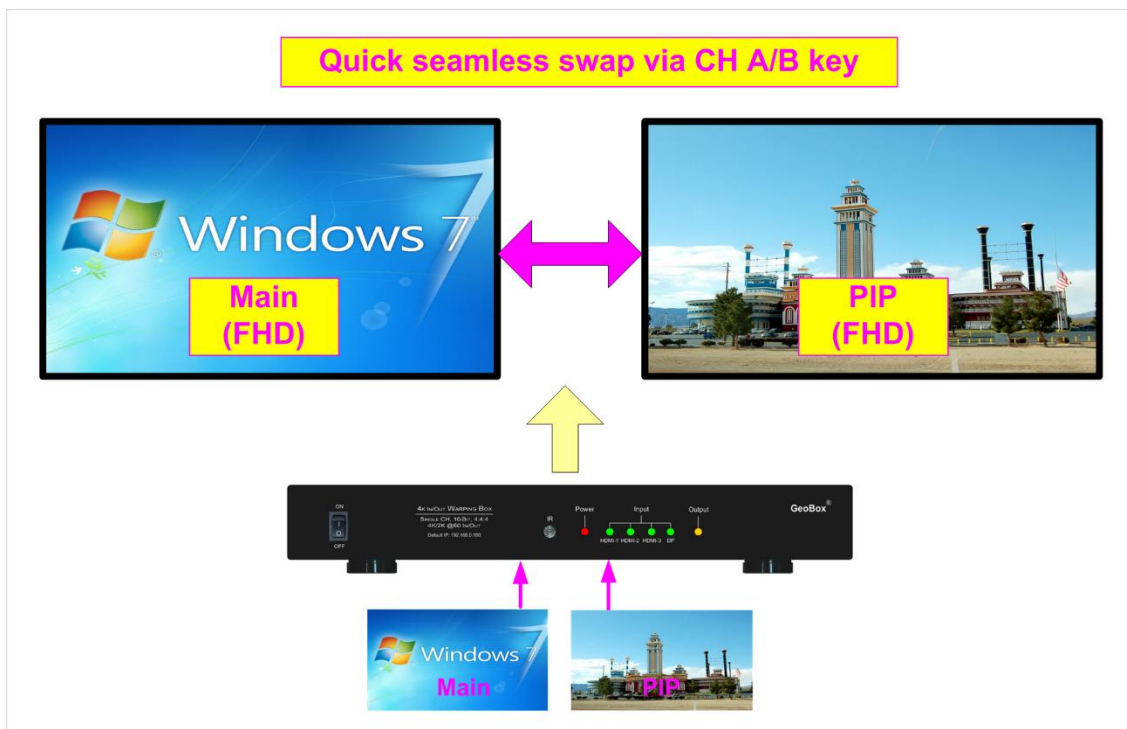 Quick seamless swap via CH A/B key
Windows 7™
Main
(FHD)
PIP
(FHD)
ON
OFF
4K IN/OUT WARPING BOX
SINGLE CH, 10-BIT, 4:4:4
4K/2K @60 IN/OUT
Default IP: 192.168.0.100
IR
Power
Input
Output
HDMI-1 HDMI-2 HDMI-3 DP
GeoBox®
Windows 7
Main
PIP